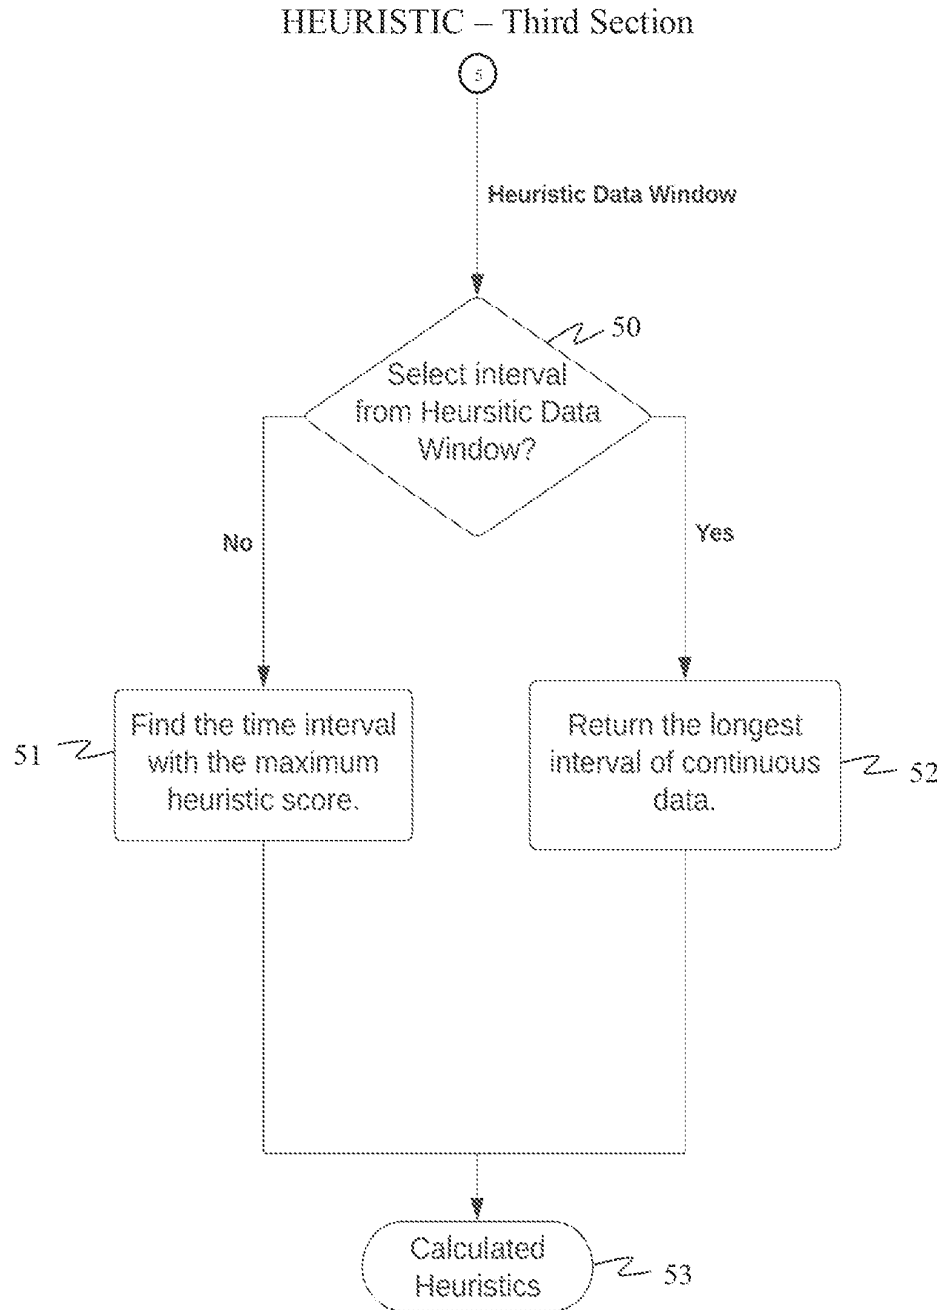 HEURISTIC – Third Section
5
Heuristic Data Window
50
Select interval
from Heursitic Data
Window?
No
Yes
Find the time interval
with the maximum
heuristic score.
51
Return the longest
interval of continuous
data.
52
Calculated
Heuristics
53